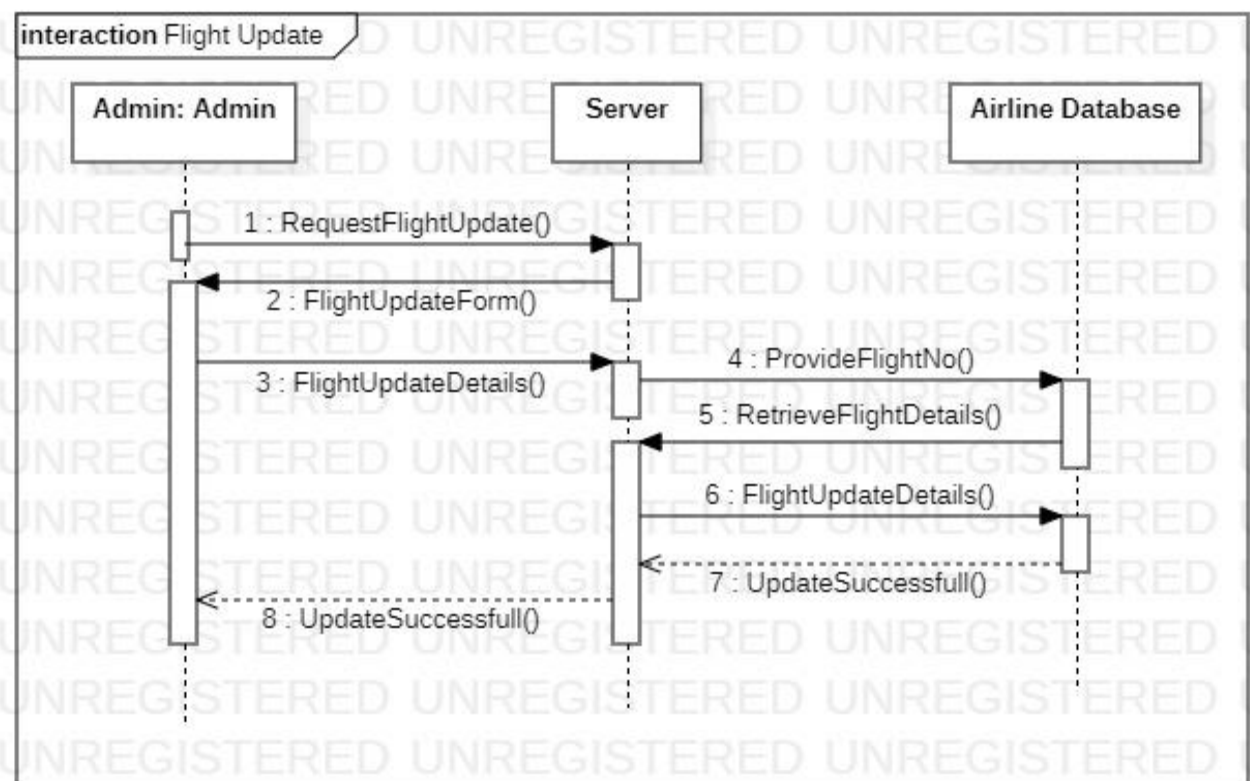 interaction Flight Update
Admin: Admin
Server
Airline Database
1 : RequestFlightUpdate()
2 : FlightUpdateForm()
3 : FlightUpdateDetails()
4 : ProvideFlightNo()
5 : RetrieveFlightDetails()
6 : FlightUpdateDetails()
7 : UpdateSuccessfull()
8 : UpdateSuccessfull()
UNREGISTERED